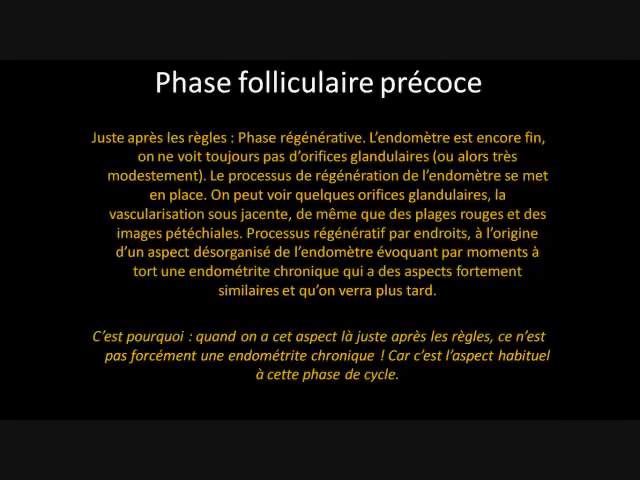 Phase folliculaire précoce
Juste après les règles : Phase régénérative. L’endomètre est encore fin,
on ne voit toujours pas d’orifices glandulaires (ou alors très
modestement). Le processus de régénération de l’endomètre se met
en place. On peut voir quelques orifices glandulaires, la
vascularisation sous jacente, de même que des plages rouges et des
images pétéchiales. Processus régénératif par endroits, à l’origine
d’un aspect désorganisé de l’endomètre évoquant par moments à
tort une endométrite chronique qui a des aspects fortement
similaires et qu’on verra plus tard.
C’est pourquoi : quand on a cet aspect là juste après les règles, ce n’est
pas forcément une endométrite chronique ! Car c’est l’aspect habituel
à cette phase de cycle.